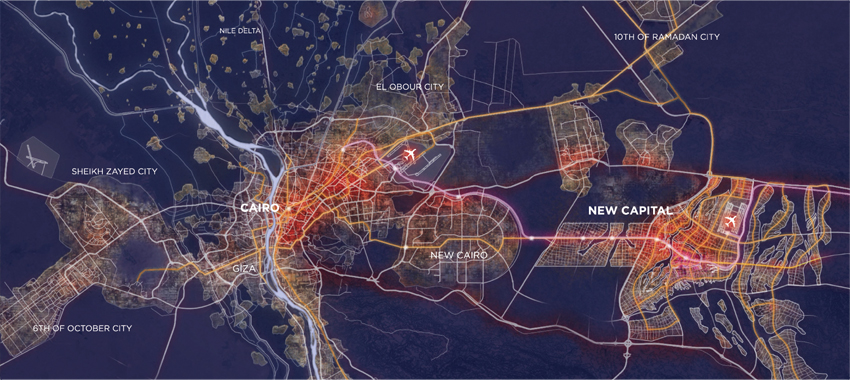 NILE DELTA
10TH OF RAMADAN CITY
EL OBOUR CITY
SHEIKH ZAYED CITY
CAIRO
NEW CAPITAL
NEW CAIRO
GIZA
6TH OF OCTOBER CITY